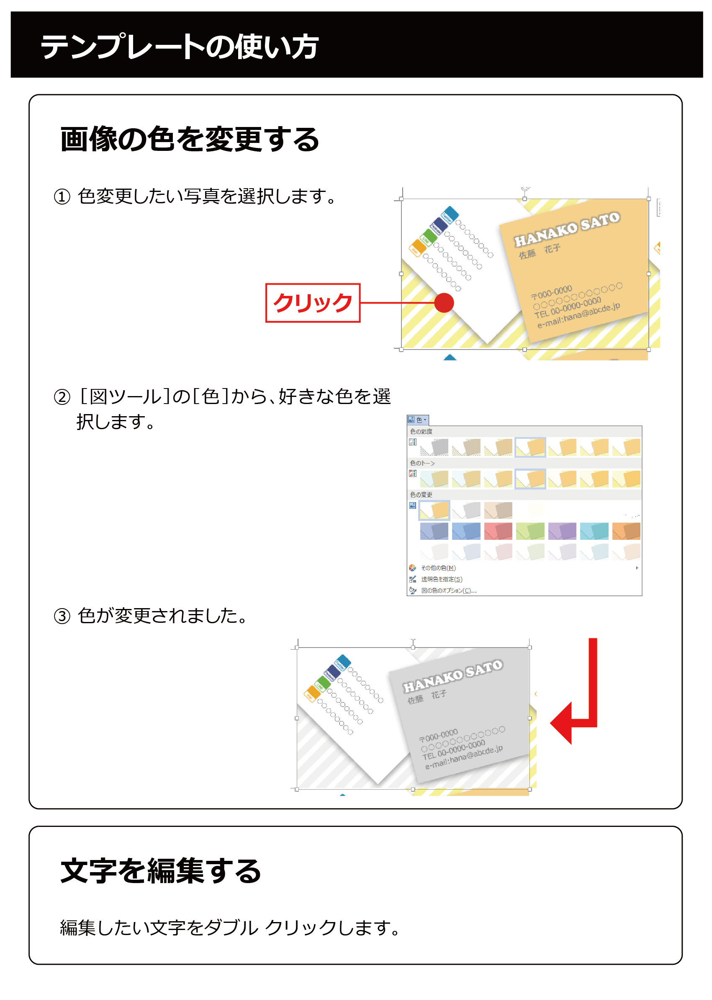 テンプレートの使い方
画像の色を変更する
① 色変更したい写真を選択します。
Twitter
Facebook
LINE
mixi
○○○○○○○○
○○○○○○○○
○○○○○○○○
○○○○○○○○
HANAKO SATO
佐藤　花子
〒000-0000
○○○○○○○○○○○○
TEL 00-0000-0000
e-mail:hana@abcde.jp
クリック
② [図ツール]の[色]から、好きな色を選
択します。
色
色の彩度
色のトーン
色の変更
その他の色(M)
透明色を指定(S)
図の色のオプション(C)...
③ 色が変更されました。
Twitter
Facebook
LINE
mixi
○○○○○○○○
○○○○○○○○
○○○○○○○○
○○○○○○○○
HANAKO SATO
佐藤　花子
〒000-0000
○○○○○○○○○○○○
TEL 00-0000-0000
e-mail:hana@abcde.jp
文字を編集する
編集したい文字をダブル クリックします。